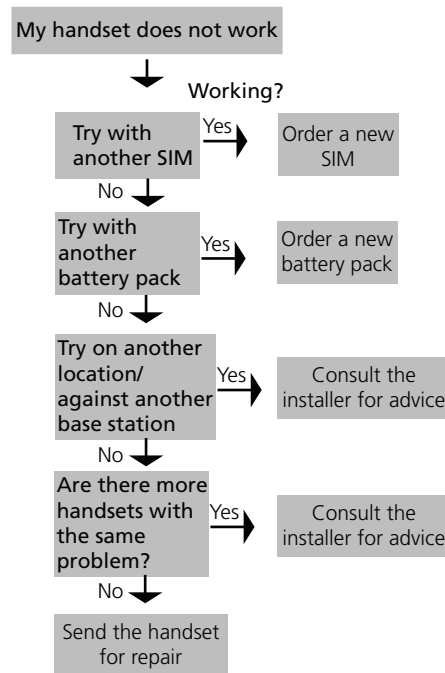 My handset does not work
Working?
Try with
another SIM
Yes
Order a new
SIM
No
Try with
another
battery pack
Yes
Order a new
battery pack
No
Try on another
location/
against another
base station
Yes
Consult the
installer for advice
No
Are there more
handsets with
the same
problem?
Yes
Consult the
installer for advice
No
Send the handset
for repair